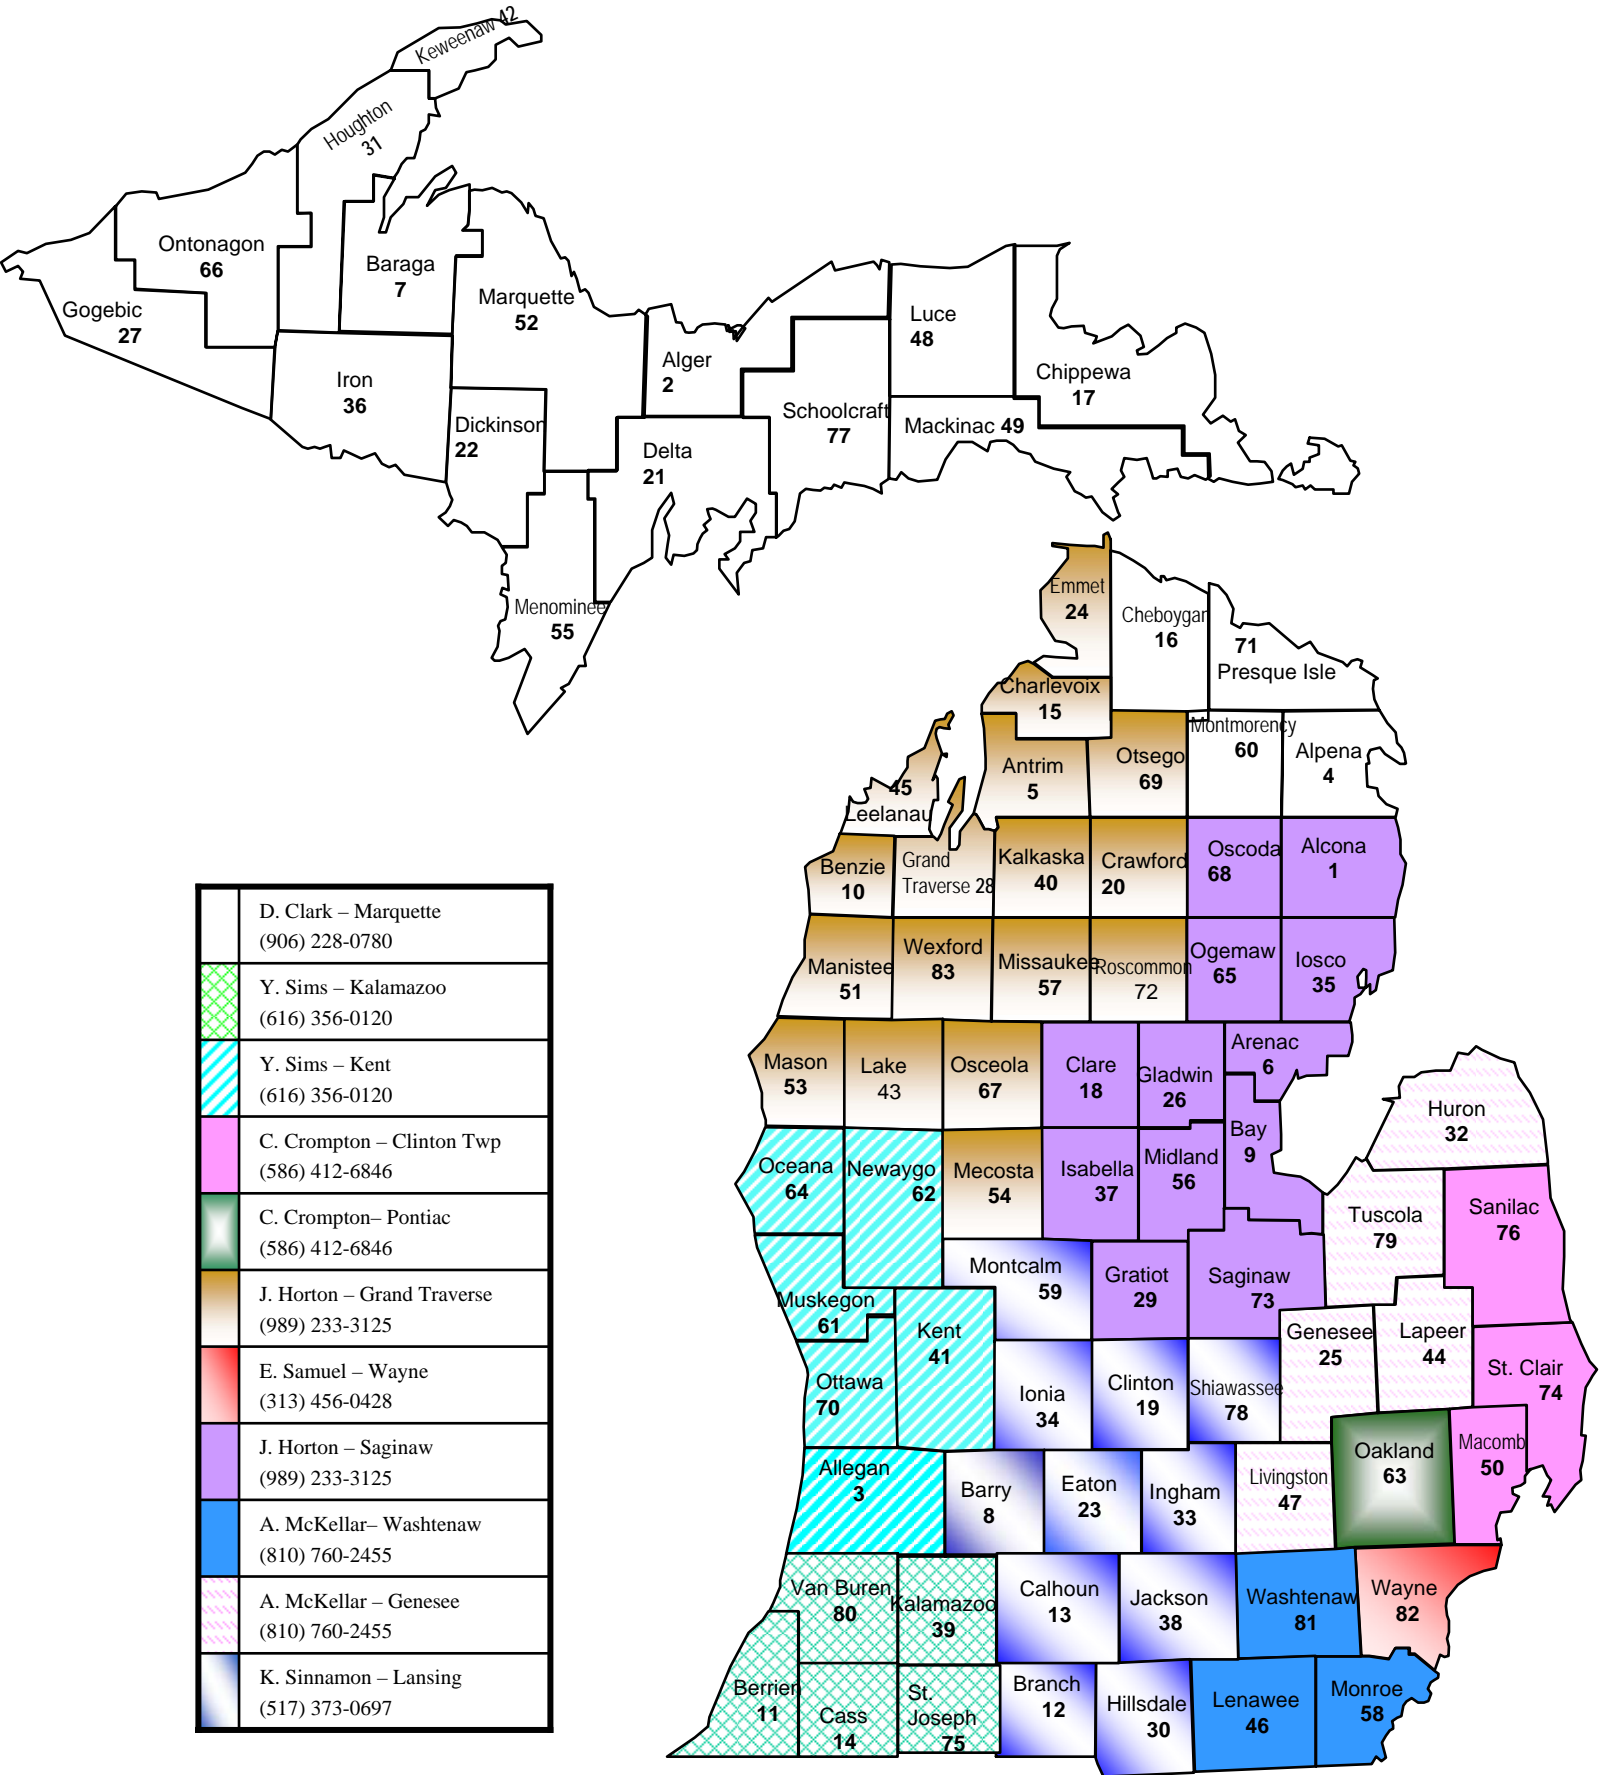 Keweenaw 42
Houghton
31
Ontonagon
66
Baraga
7
Gogebic
27
Marquette
52
Iron
36
Dickinson
22
Alger
2
Luce
48
Chippewa
17
Schoolcraft
77
Mackinac 49
Delta
21
Menominee
55
Emmet
24
Cheboygan
16
71
Presque Isle
Charlevoix
15
Montmorency
60
Alpena
4
Otsego
69
Antrim
5
45
Leelanau
Benzie
10
Grand
Traverse 28
Kalkaska
40
Crawford
20
Oscoda
68
Alcona
1
Manistee
51
Wexford
83
Missaukee
57
Roscommon
72
Ogemaw
65
Iosco
35
Mason
53
Lake
43
Osceola
67
Clare
18
Gladwin
26
Arenac
6
Huron
32
Oceana
64
Newaygo
62
Mecosta
54
Isabella
37
Midland
56
Bay
9
Tuscola
79
Sanilac
76
Montcalm
59
Gratiot
29
Saginaw
73
Muskegon
61
Kent
41
Genesee
25
Lapeer
44
St. Clair
74
Ottawa
70
Ionia
34
Clinton
19
Shiawassee
78
Allegan
3
Barry
8
Eaton
23
Ingham
33
Livingston
47
Oakland
63
Macomb
50
Van Buren
80
Kalamazoo
39
Calhoun
13
Jackson
38
Washtenaw
81
Wayne
82
Berrien
11
Cass
14
St.
Joseph
75
Branch
12
Hillsdale
30
Lenawee
46
Monroe
58
D. Clark – Marquette
(906) 228-0780
Y. Sims – Kalamazoo
(616) 356-0120
Y. Sims – Kent
(616) 356-0120
C. Crompton – Clinton Twp
(586) 412-6846
C. Crompton– Pontiac
(586) 412-6846
J. Horton – Grand Traverse
(989) 233-3125
E. Samuel – Wayne
(313) 456-0428
J. Horton – Saginaw
(989) 233-3125
A. McKellar– Washtenaw
(810) 760-2455
A. McKellar – Genesee
(810) 760-2455
K. Sinnamon – Lansing
(517) 373-0697